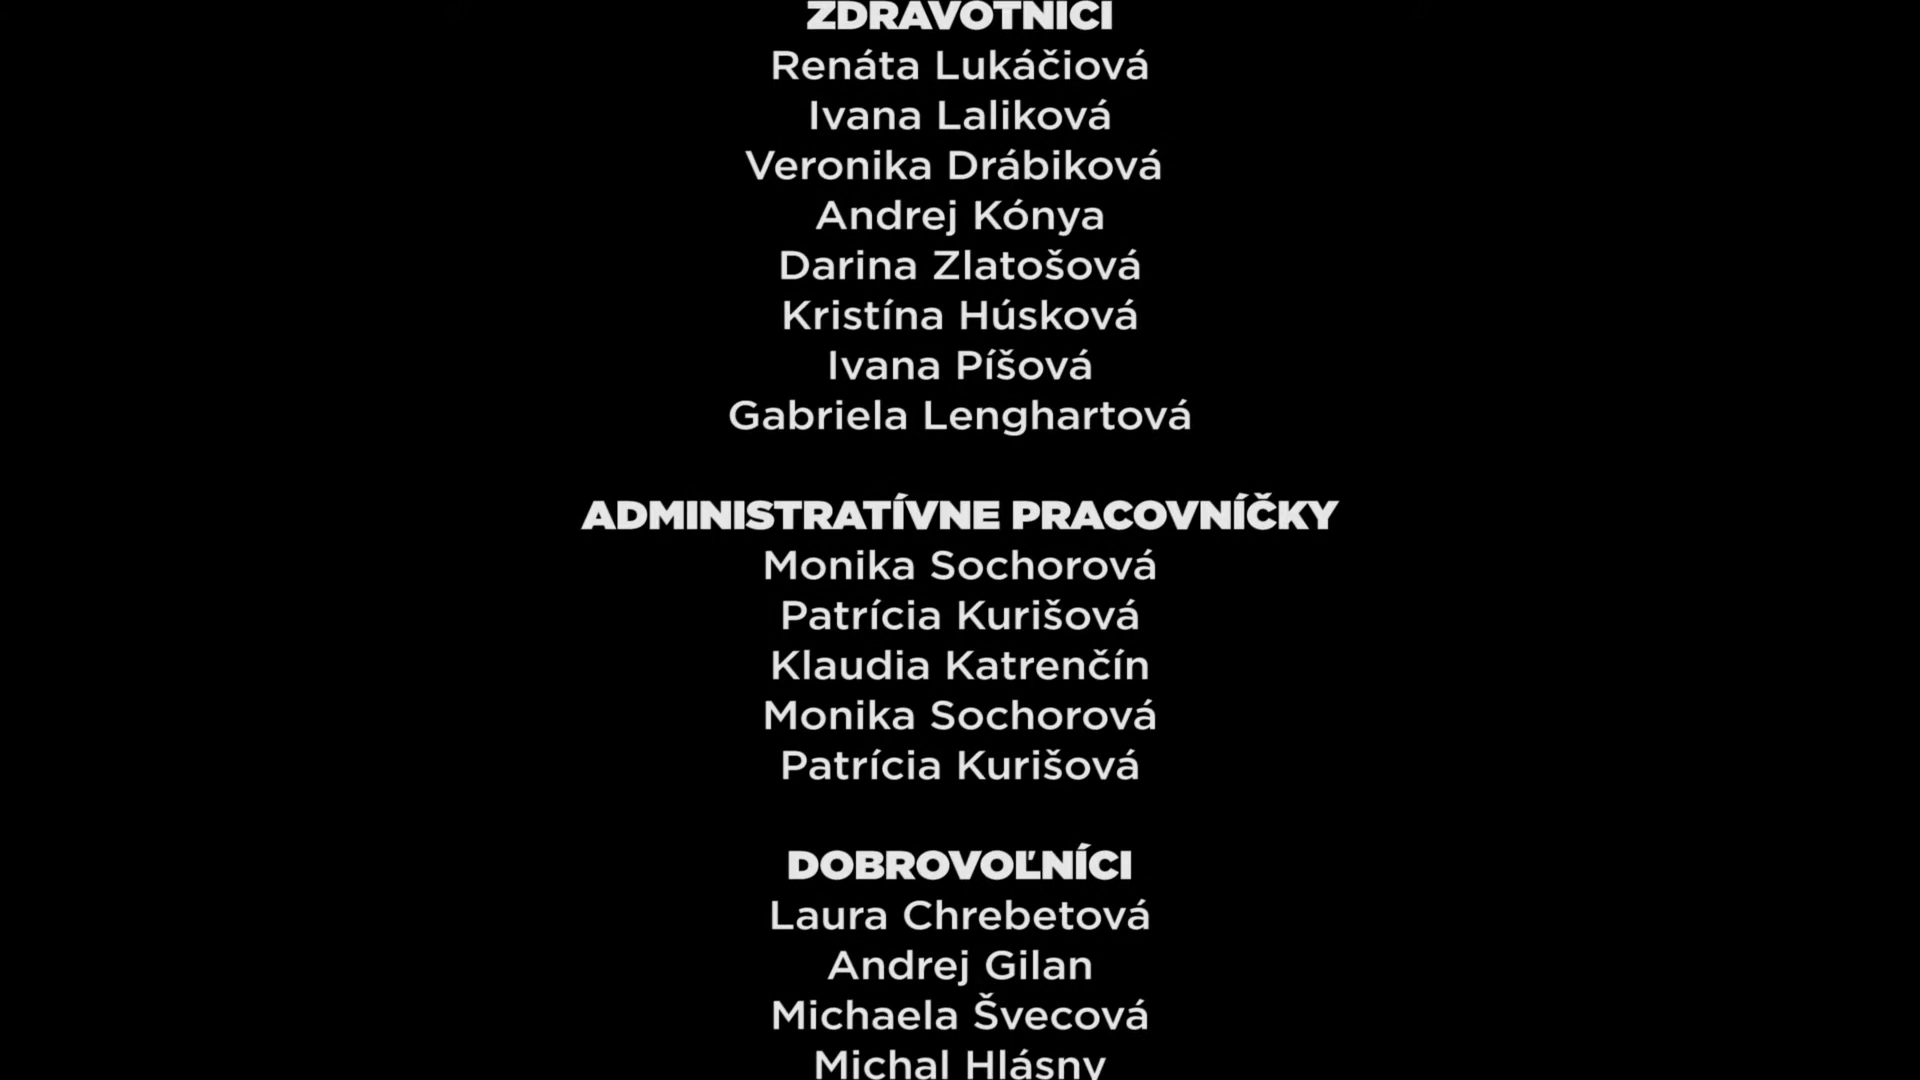 ZDRAVOTNÍCI
Renáta Lukáčiová
Ivana Laliková
Veronika Drábiková
Andrej Kónya
Darina Zlatošová
Kristína Húsková
Ivana Píšová
Gabriela Lenghartová
ADMINISTRATÍVNE PRACOVNÍČKY
Monika Sochorová
Patrícia Kurišová
Klaudia Katrenčín
Monika Sochorová
Patrícia Kurišová
DOBROVOĽNÍCI
Laura Chrebetová
Andrej Gilan
Michaela Švecová
Michal Hlásny